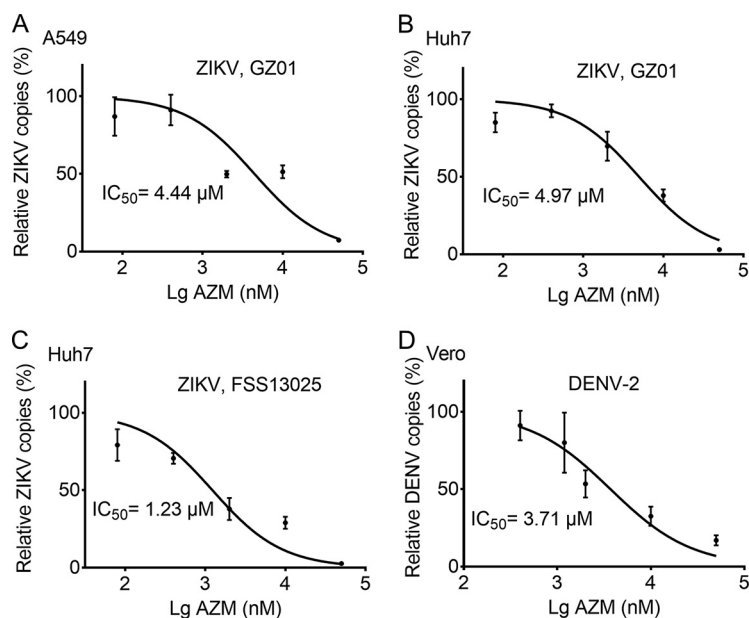 A
A549
ZIKV, GZ01
Relative ZIKV copies (%)
100
50
0
IC50= 4.44 µM
2 3 4 5
Lg AZM (nM)
B
Huh7
ZIKV, GZ01
Relative ZIKV copies (%)
100
50
0
IC50= 4.97 µM
2 3 4 5
Lg AZM (nM)
C
Huh7
ZIKV, FSS13025
Relative ZIKV copies (%)
100
50
0
IC50= 1.23 µM
2 3 4 5
Lg AZM (nM)
D
Vero
DENV-2
Relative DENV copies (%)
100
50
0
IC50= 3.71 µM
2 3 4 5
Lg AZM (nM)